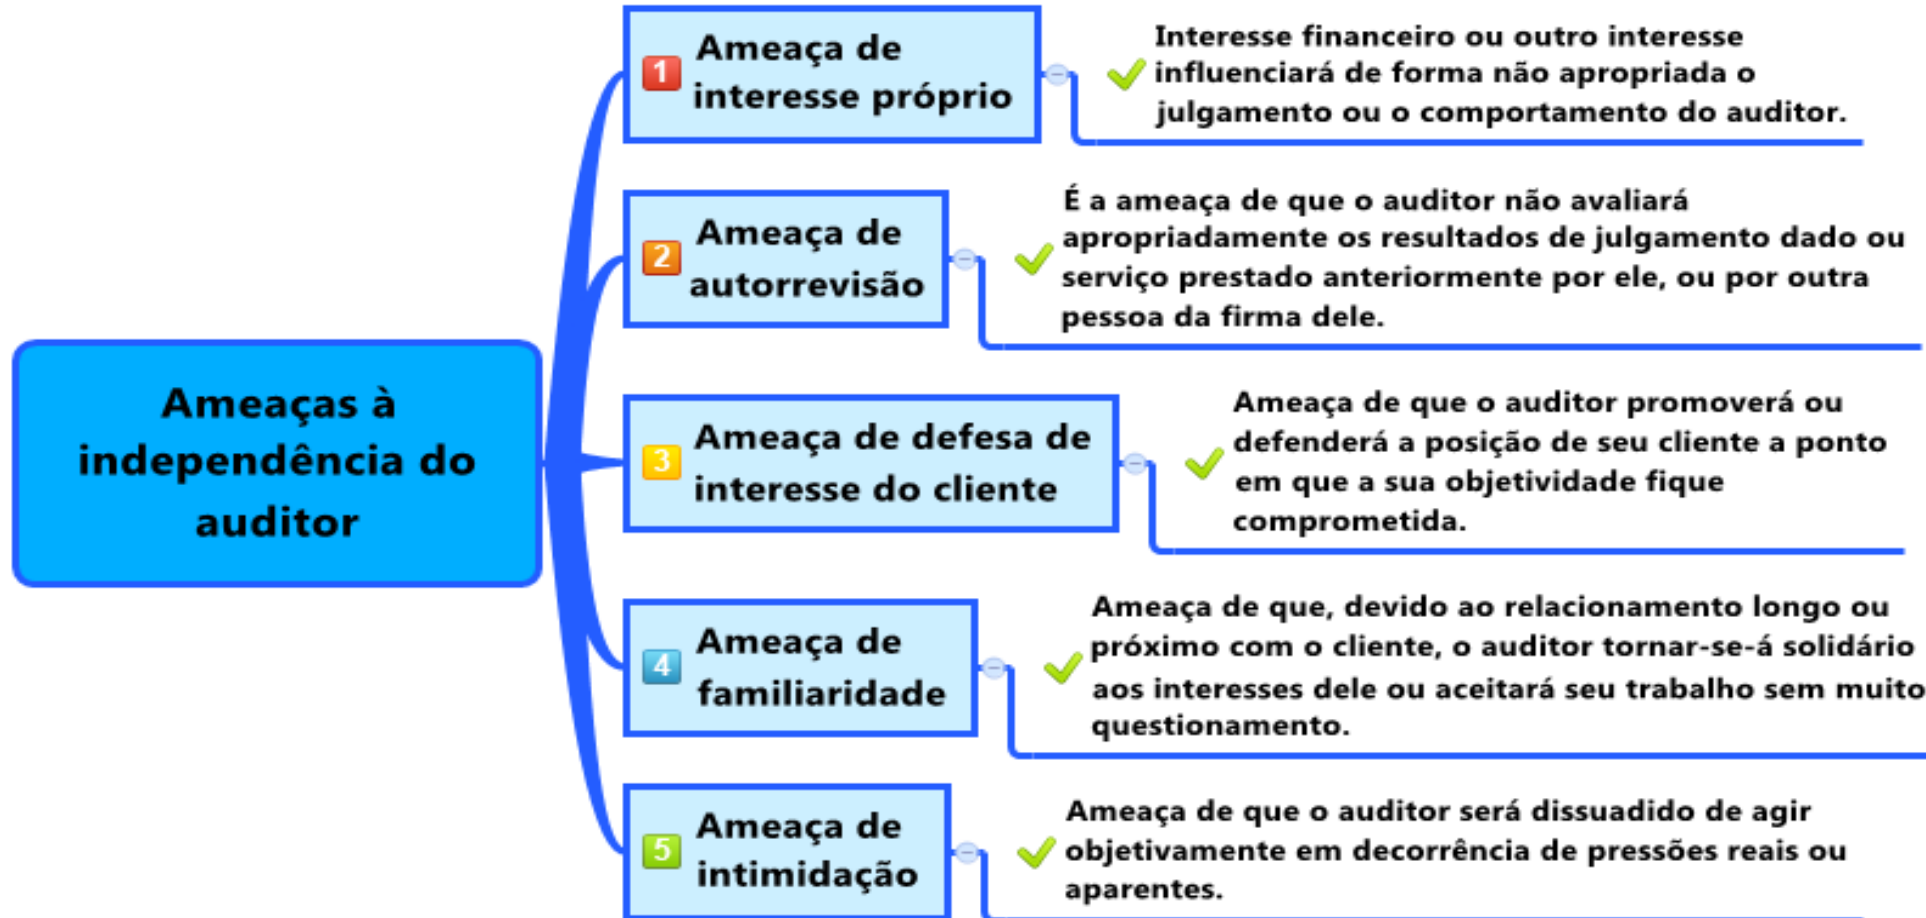 Ameaças à
independência do
auditor
1
Ameaça de
interesse próprio
Interesse financeiro ou outro interesse
influenciará de forma não apropriada o
julgamento ou o comportamento do auditor.
2
Ameaça de
autorrevisão
É a ameaça de que o auditor não avaliará
apropriadamente os resultados de julgamento dado ou
serviço prestado anteriormente por ele, ou por outra
pessoa da firma dele.
3
Ameaça de defesa de
interesse do cliente
Ameaça de que o auditor promoverá ou
defenderá a posição de seu cliente a ponto
em que a sua objetividade fique
comprometida.
4
Ameaça de
familiaridade
Ameaça de que, devido ao relacionamento longo ou
próximo com o cliente, o auditor tornar-se-á solidário
aos interesses dele ou aceitará seu trabalho sem muito
questionamento.
5
Ameaça de
intimidação
Ameaça de que o auditor será dissuadido de agir
objetivamente em decorrência de pressões reais ou
aparentes.